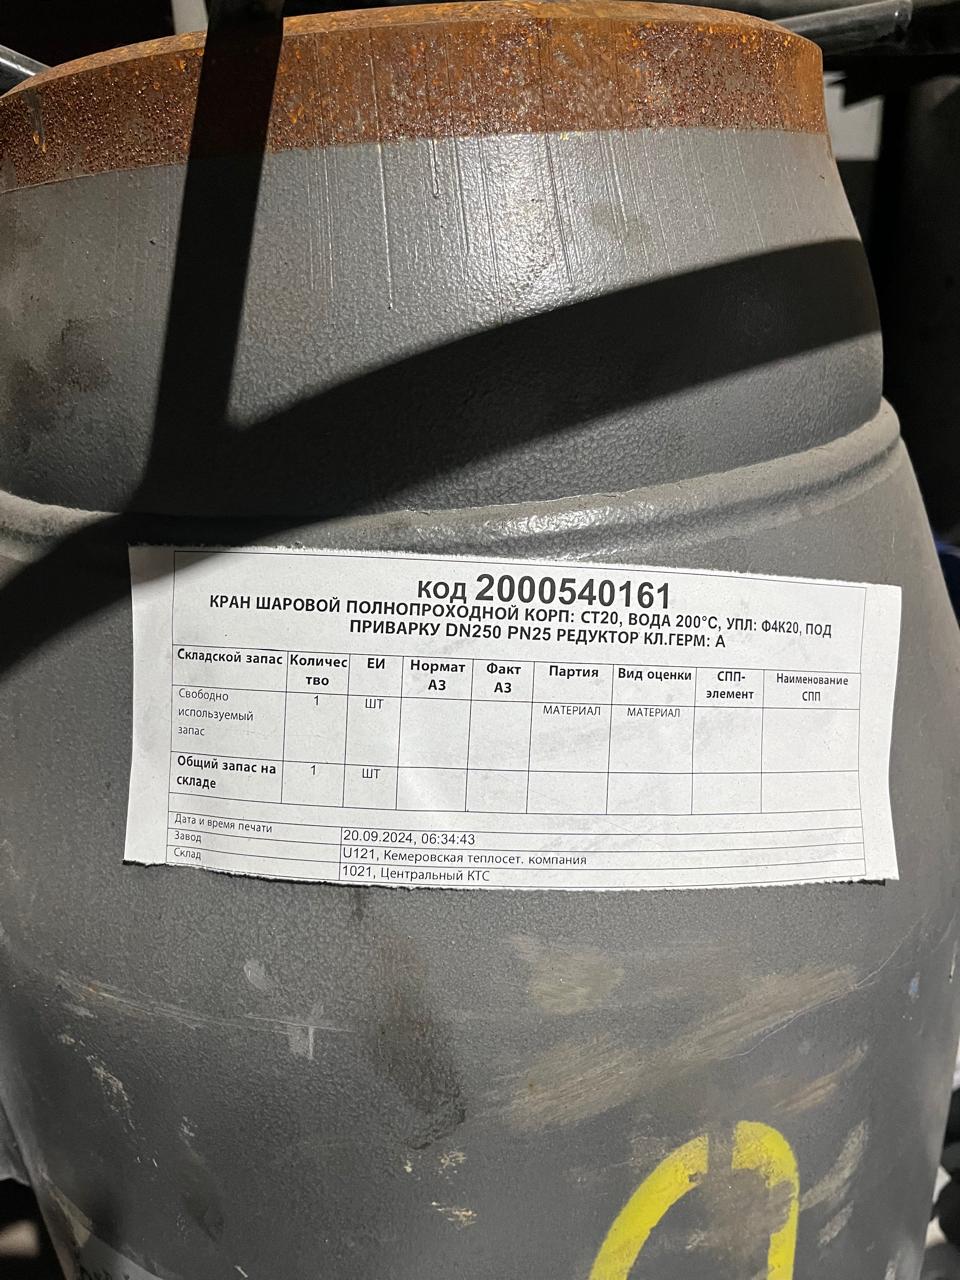 КОД 2000540161
КРАН ШАРОВОЙ ПОЛНОПРОХОДНОЙ КОРП: СТ20, ВОДА 200°С, УПЛ: Ф4К20, ПОД
ПРИВАРКУ DN250 PN25 РЕДУКТОР КЛ.ГЕРМ: А
Складской запас Количес тво ЕИ Нормат АЗ Факт АЗ Партия Вид оценки СПП-элемент Наименование СПП
Свободно используемый запас 1 ШТ МАТЕРИАЛ МАТЕРИАЛ
Общий запас на складе 1 ШТ
Дата и время печати 20.09.2024, 06:34:43
Завод U121, Кемеровская теплосет. компания
Склад 1021, Центральный КТС